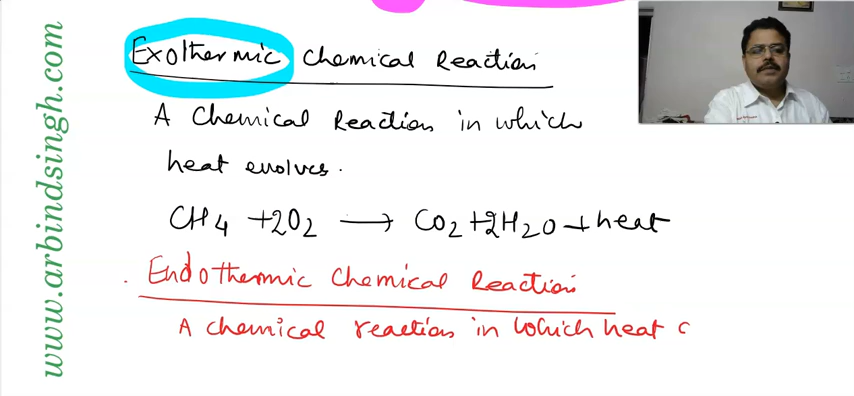 www.arbindsingh.com
Exothermic Chemical Reaction
A Chemical Reaction in which
heat evolves.
CH4 +2O2 → CO2+2H2O+heat
Endothermic Chemical Reaction
A chemical reaction in which heat